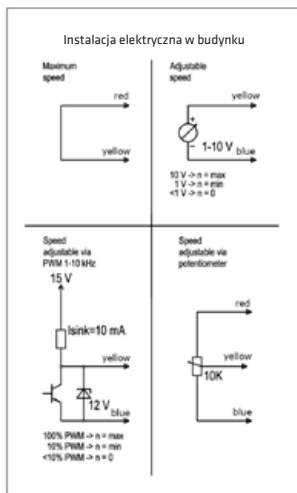 Instalacja elektryczna w budynku
Maximum
speed
red
yellow
Adjustable
speed
yellow
+
1-10 V
–
blue
10 V -> n = max
1 V -> n = min
<1 V -> n = 0
Speed
adjustable via
PWM 1-10 kHz
15 V
Isink=10 mA
yellow
12 V
blue
100% PWM -> n = max
10% PWM -> n = min
<10% PWM -> n = 0
Speed
adjustable via
potentiometer
red
yellow
10K
blue